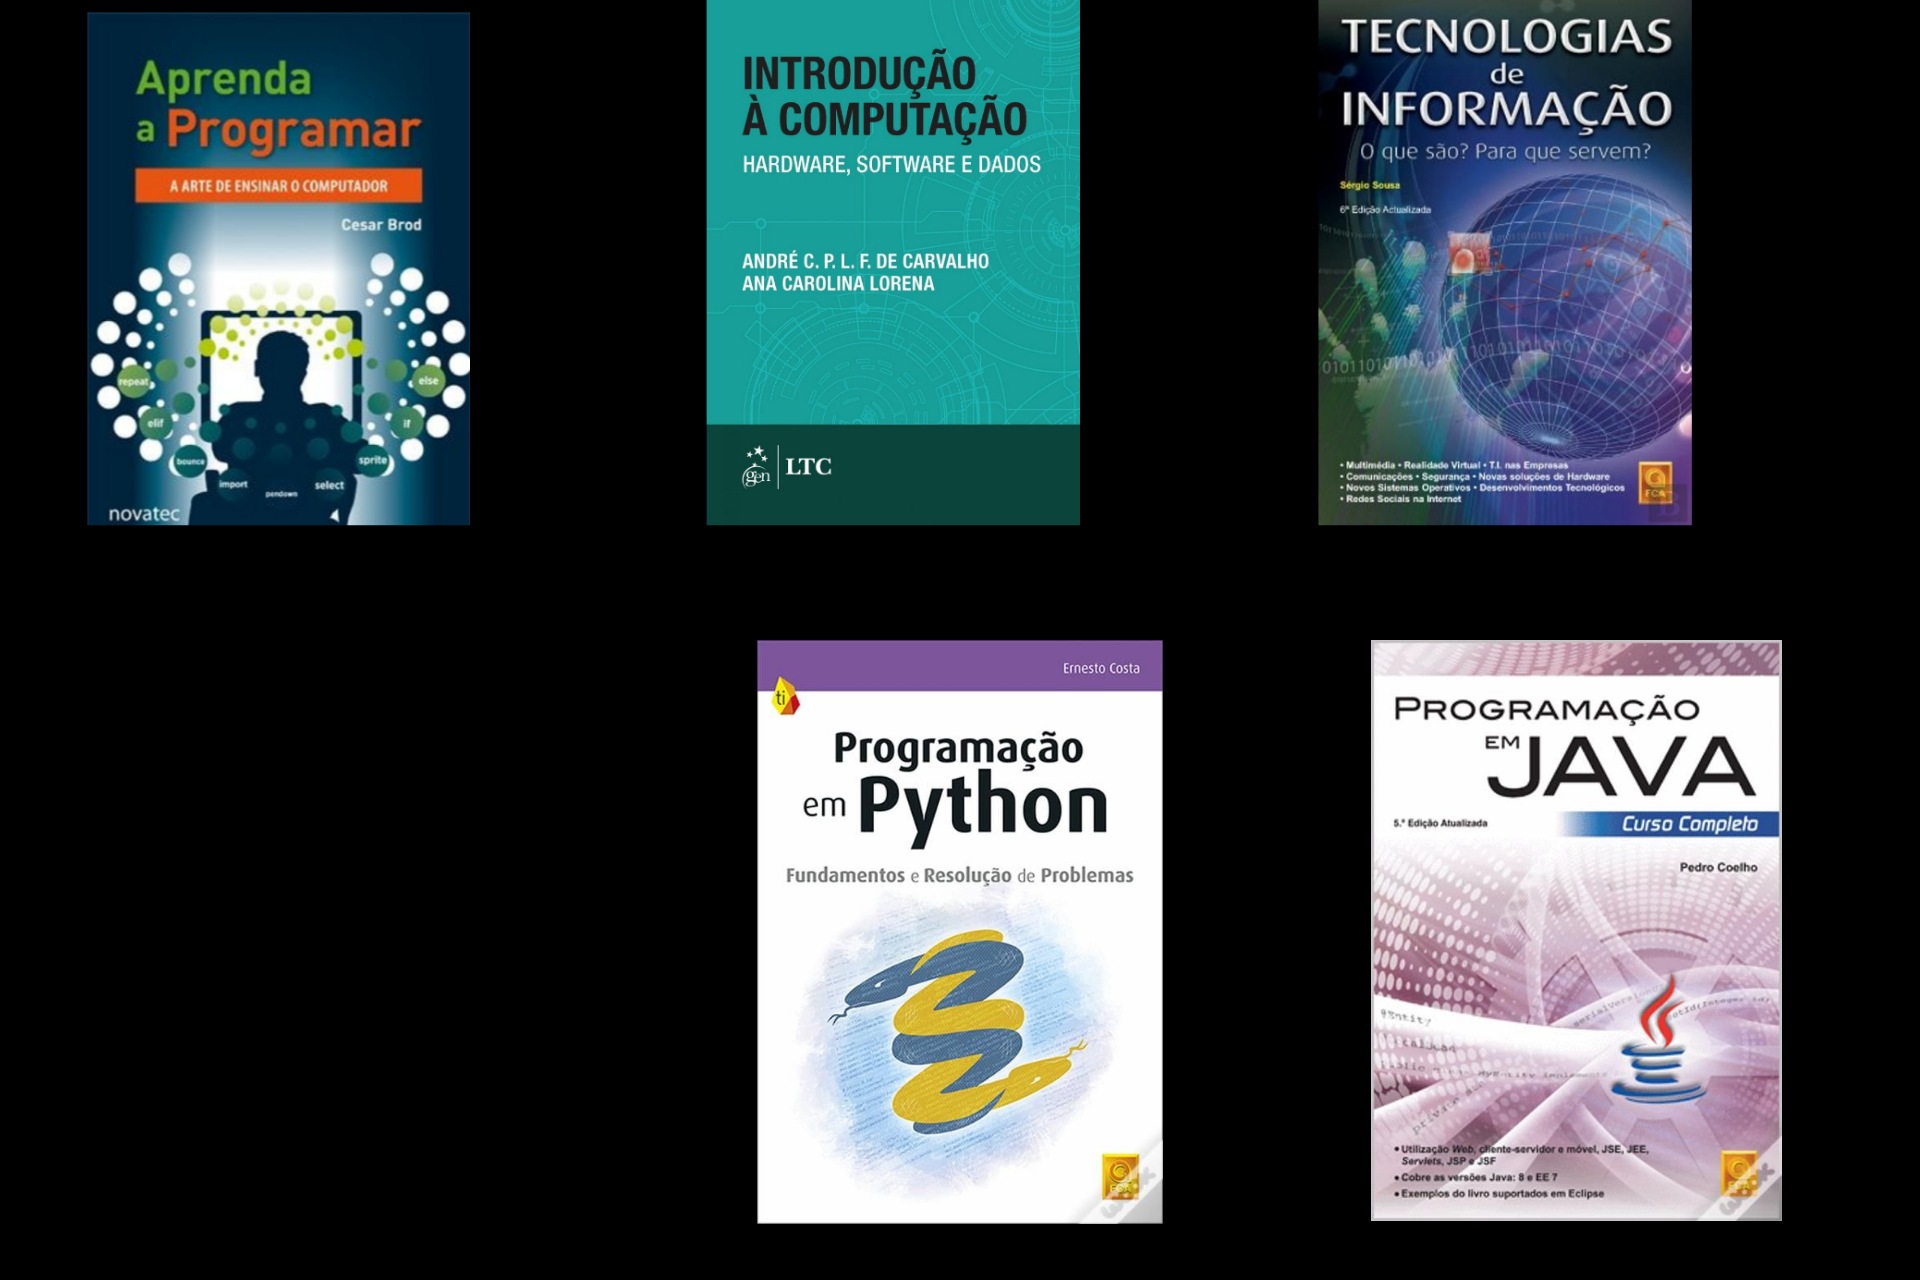 Aprenda
a Programar
A ARTE DE ENSINAR O COMPUTADOR
Cesar Brod
repeat
else
elif
if
bounce
sprite
import
pendown
select
novatec
INTRODUÇÃO
À COMPUTAÇÃO
HARDWARE, SOFTWARE E DADOS
ANDRÉ C. P. L. F. DE CARVALHO
ANA CAROLINA LORENA
gen
LTC
TECNOLOGIAS
de
INFORMAÇÃO
O que são? Para que servem?
Sérgio Sousa
6ª Edição Actualizada
• Multimédia • Realidade Virtual • T.I. nas Empresas
• Comunicações • Segurança • Novas soluções de Hardware
• Novos Sistemas Operativos • Desenvolvimentos Tecnológicos
• Redes Sociais na Internet
FCA
Ernesto Costa
ti
Programação
em Python
Fundamentos e Resolução de Problemas
FCA
PROGRAMAÇÃO
EM JAVA
5.ª Edição Atualizada
Curso Completo
Pedro Coelho
• Utilização Web, cliente-servidor e móvel, JSE, JEE,
Servlets, JSP e JSF
• Cobre as versões Java: 8 e EE 7
• Exemplos do livro suportados em Eclipse